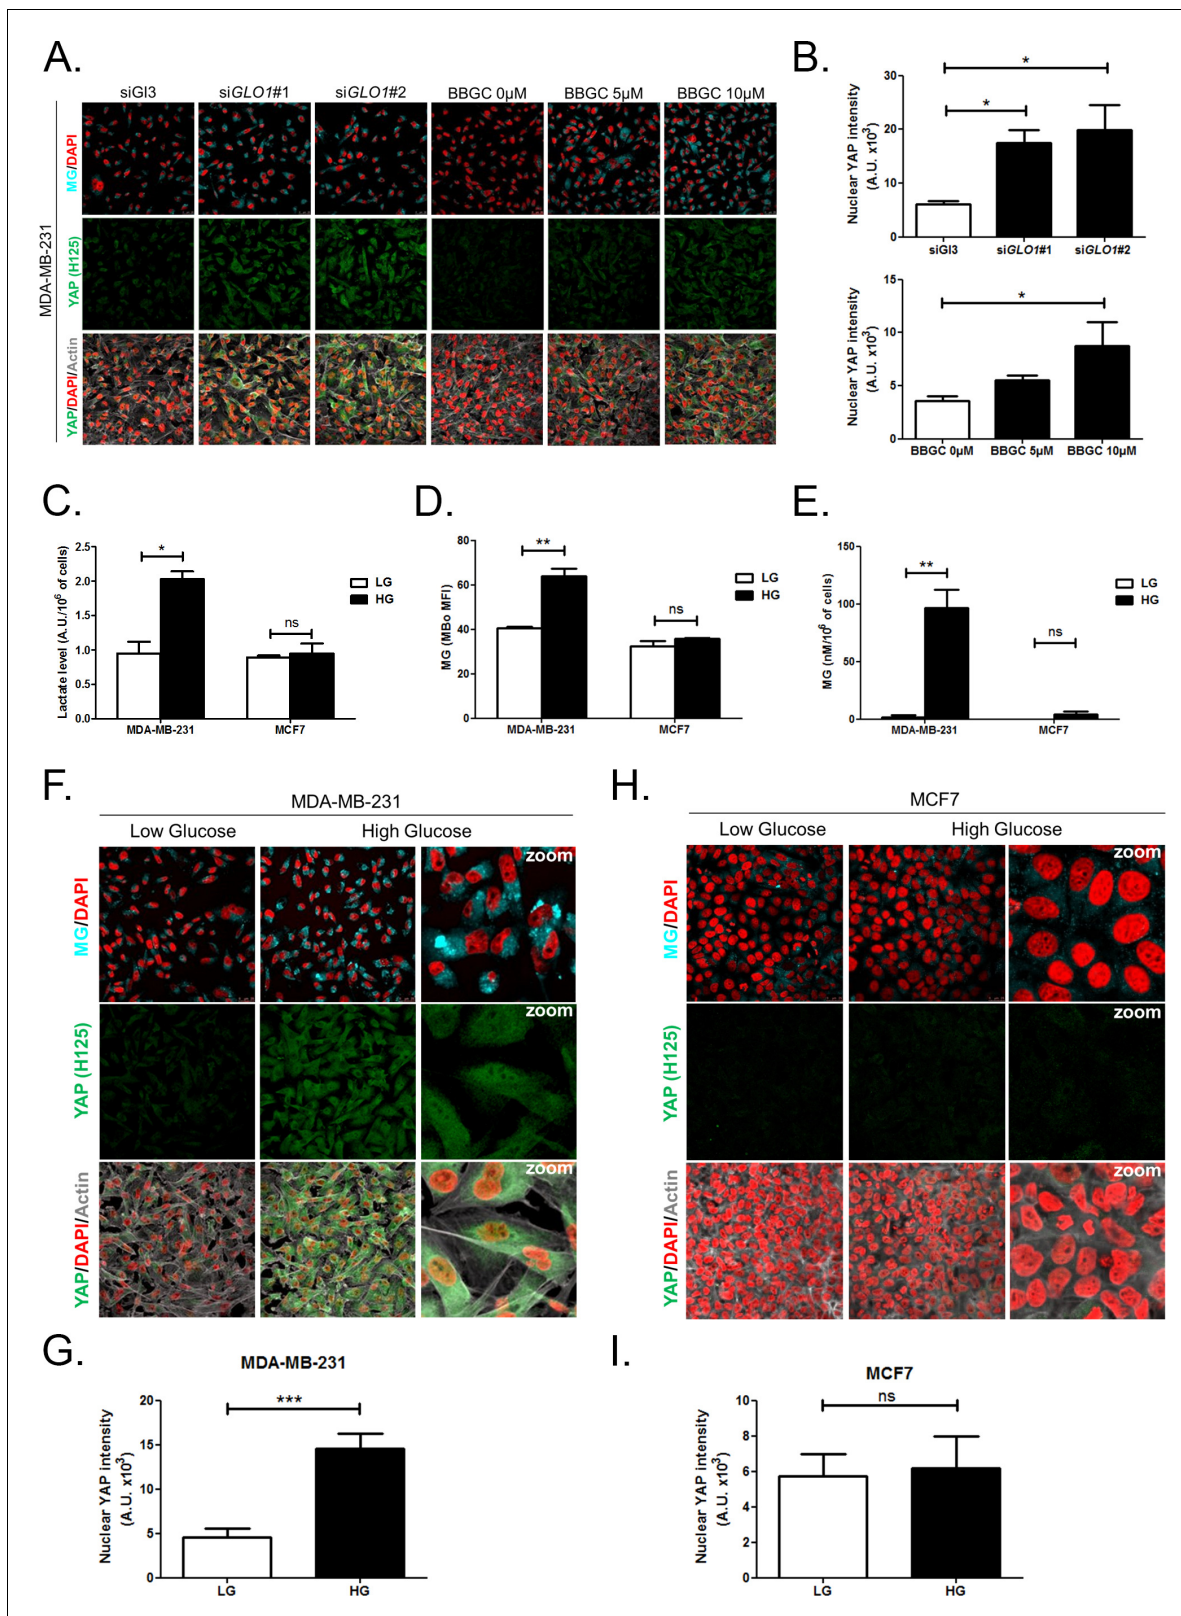 A.
siGl3 siGLO1#1 siGLO1#2 BBGC 0µM BBGC 5µM BBGC 10µM
MDA-MB-231
MG/DAPI
YAP (H125)
YAP/DAPI/Actin
B.
Nuclear YAP intensity
(A.U. x10³)
30
20
10
0
*
*
siGl3 siGLO1#1 siGLO1#2
Nuclear YAP intensity
(A.U. x10³)
15
10
5
0
*
BBGC 0µM BBGC 5µM BBGC 10µM
C.
Lactate level (A.U./10⁶ of cells)
2.5
2.0
1.5
1.0
0.5
0.0
*
ns
LG
HG
MDA-MB-231 MCF7
D.
MG (MBo MFI)
80
60
40
20
0
**
ns
LG
HG
MDA-MB-231 MCF7
E.
MG (nM/10⁶ of cells)
150
100
50
0
**
ns
LG
HG
MDA-MB-231 MCF7
F.
MDA-MB-231
Low Glucose High Glucose
MG/DAPI
zoom
YAP (H125)
zoom
YAP/DAPI/Actin
zoom
H.
MCF7
Low Glucose High Glucose
MG/DAPI
zoom
YAP (H125)
zoom
YAP/DAPI/Actin
zoom
G.
MDA-MB-231
Nuclear YAP intensity
(A.U. x10³)
20
15
10
5
0
***
LG HG
I.
MCF7
Nuclear YAP intensity
(A.U. x10³)
10
8
6
4
2
0
ns
LG HG